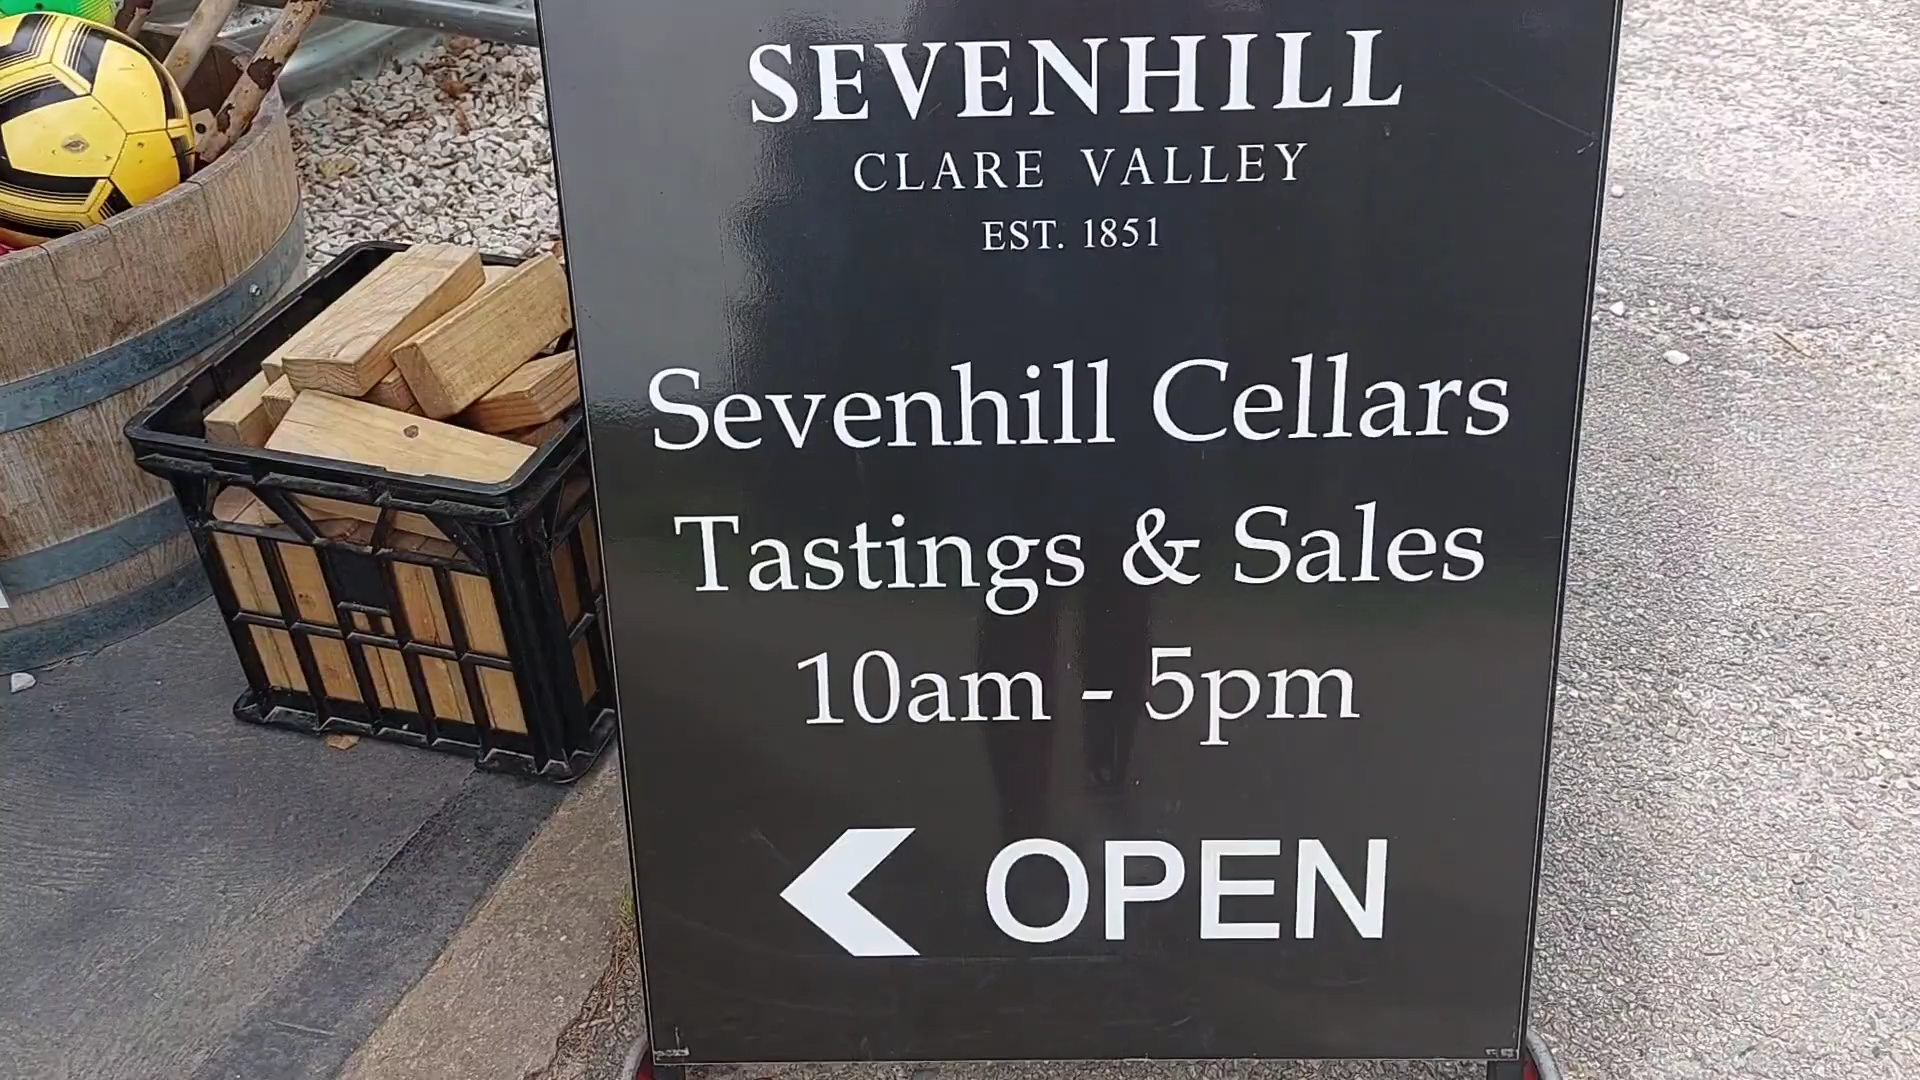 SEVENHILL
CLARE VALLEY
EST. 1851
Sevenhill Cellars
Tastings & Sales
10am - 5pm
OPEN